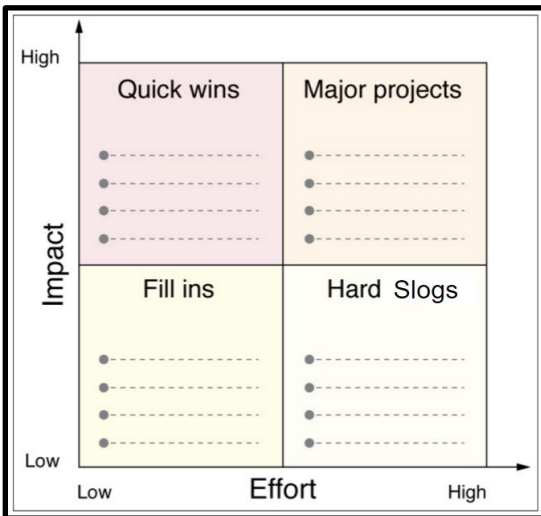 High
Quick wins
Major projects
Impact
Fill ins
Hard Slogs
Low
Low
Effort
High